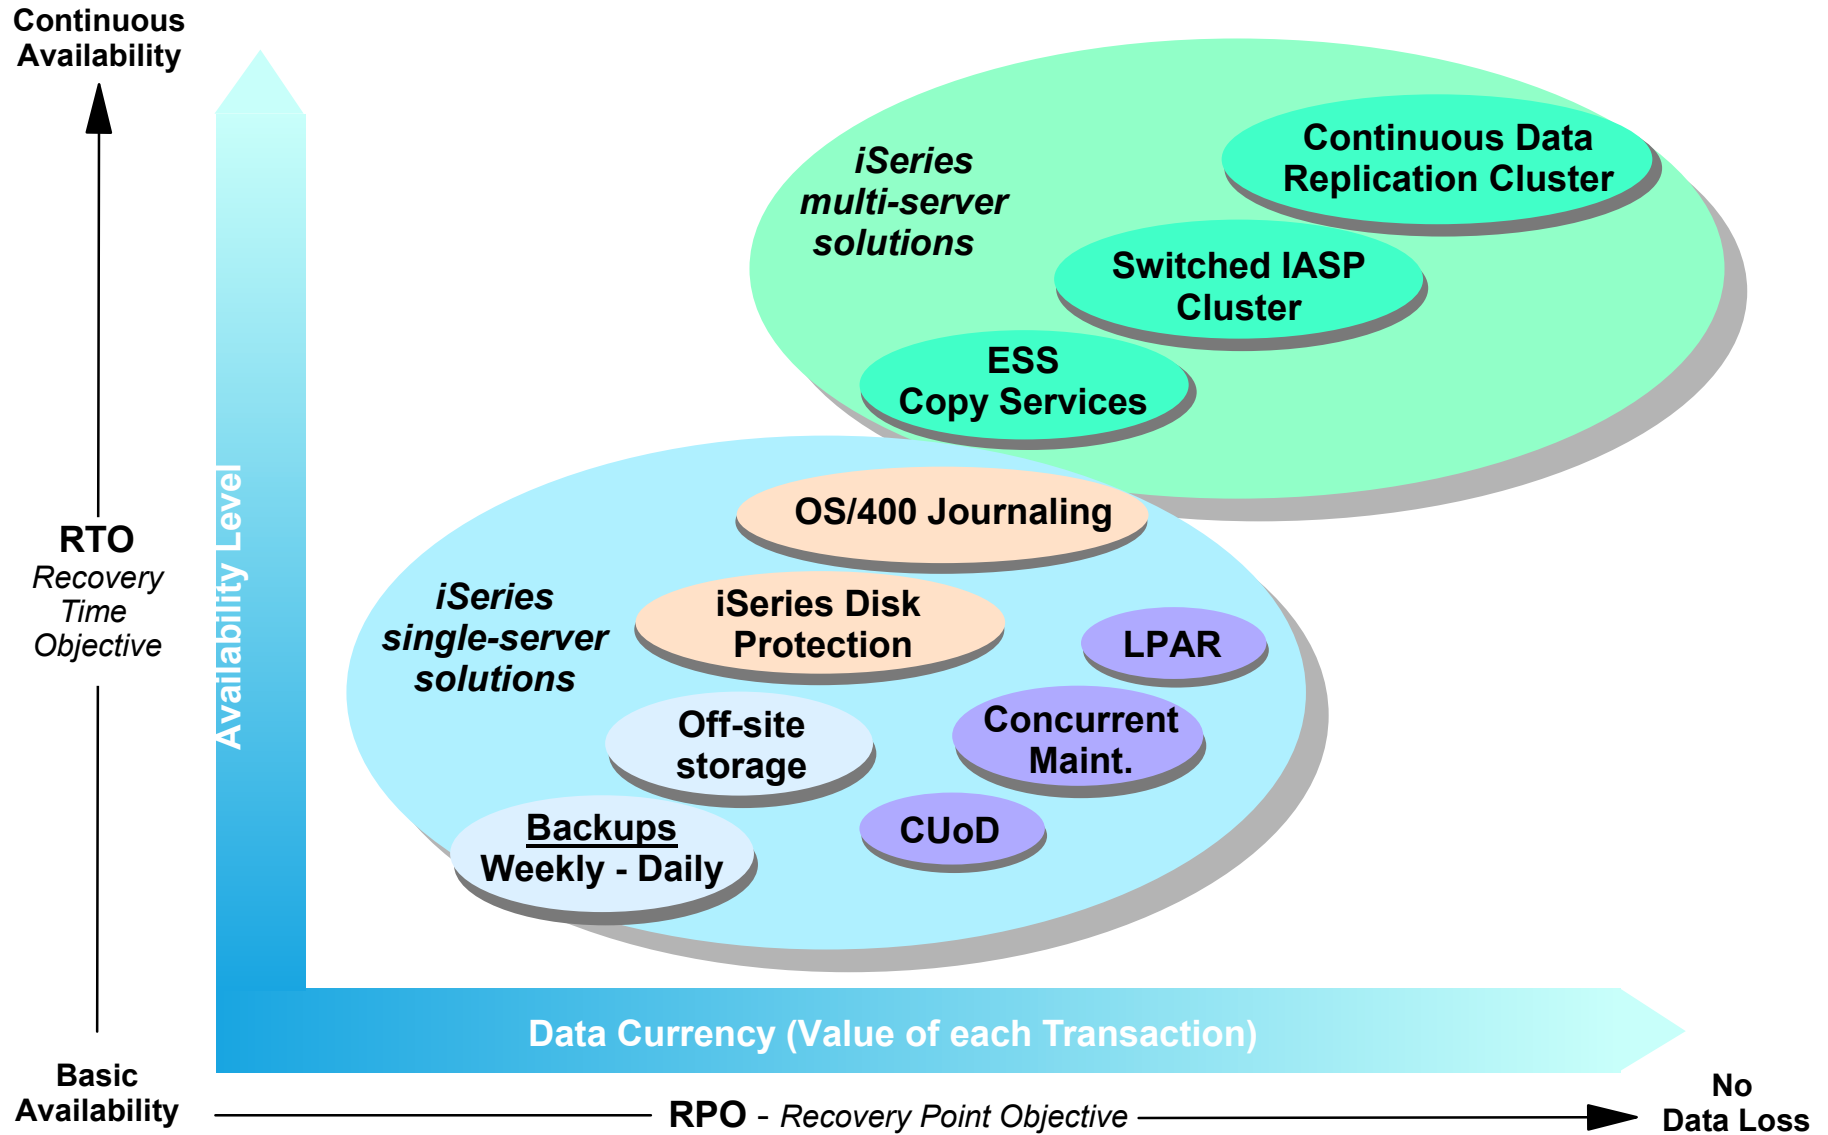 Continuous
Availability
RTO
Recovery
Time
Objective
Basic
Availability
Availability Level
iSeries
multi-server
solutions
Continuous Data
Replication Cluster
Switched IASP
Cluster
ESS
Copy Services
OS/400 Journaling
iSeries
single-server
solutions
iSeries Disk
Protection
LPAR
Off-site
storage
Concurrent
Maint.
Backups
Weekly - Daily
CUoD
Data Currency (Value of each Transaction)
RPO - Recovery Point Objective
No
Data Loss